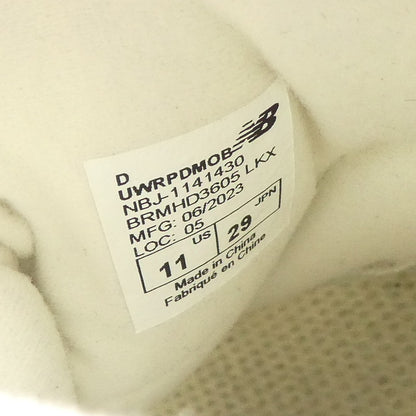 D
UWRPDMOB
NBJ-1141430
BRMHD3605 LKX
MFG: 06/2023
LOC: 05
11 US 29 JPN
Made in China
Fabriqué en Chine